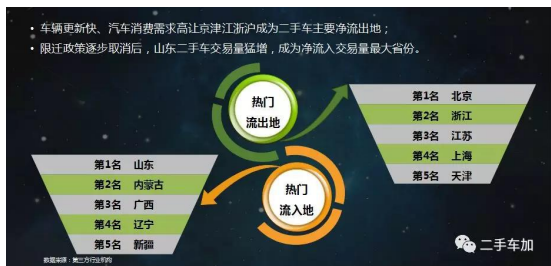 车辆更新快、汽车消费需求高让京津江浙沪成为二手车主要净流出地；
限迁政策逐步取消后，山东二手车交易量猛增，成为净流入交易量最大省份。
热门
流出地
第1名 北京
第2名 浙江
第3名 江苏
第4名 上海
第5名 天津
第1名 山东
第2名 内蒙古
第3名 广西
第4名 辽宁
第5名 新疆
热门
流入地
二手车加
数据来源：第三方行业机构